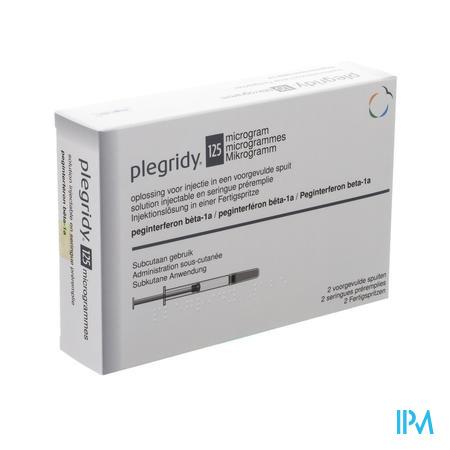 plegridy. 125 microgram
microgrammes
Mikrogramm
oplossing voor injectie in een voorgevulde spuit
solution injectable en seringue préremplie
Injektionslösung in einer Fertigspritze
peginterferon bèta-1a / peginterféron bêta-1a / Peginterferon beta-1a
Subcutaan gebruik
Administration sous-cutanée
Subkutane Anwendung
2 voorgevulde spuiten
2 seringues préremplies
2 Fertigspritzen
plegridy. 125 microgrammes
solution injectable en seringue préremplie
peginterféron bêta-1a
IPM